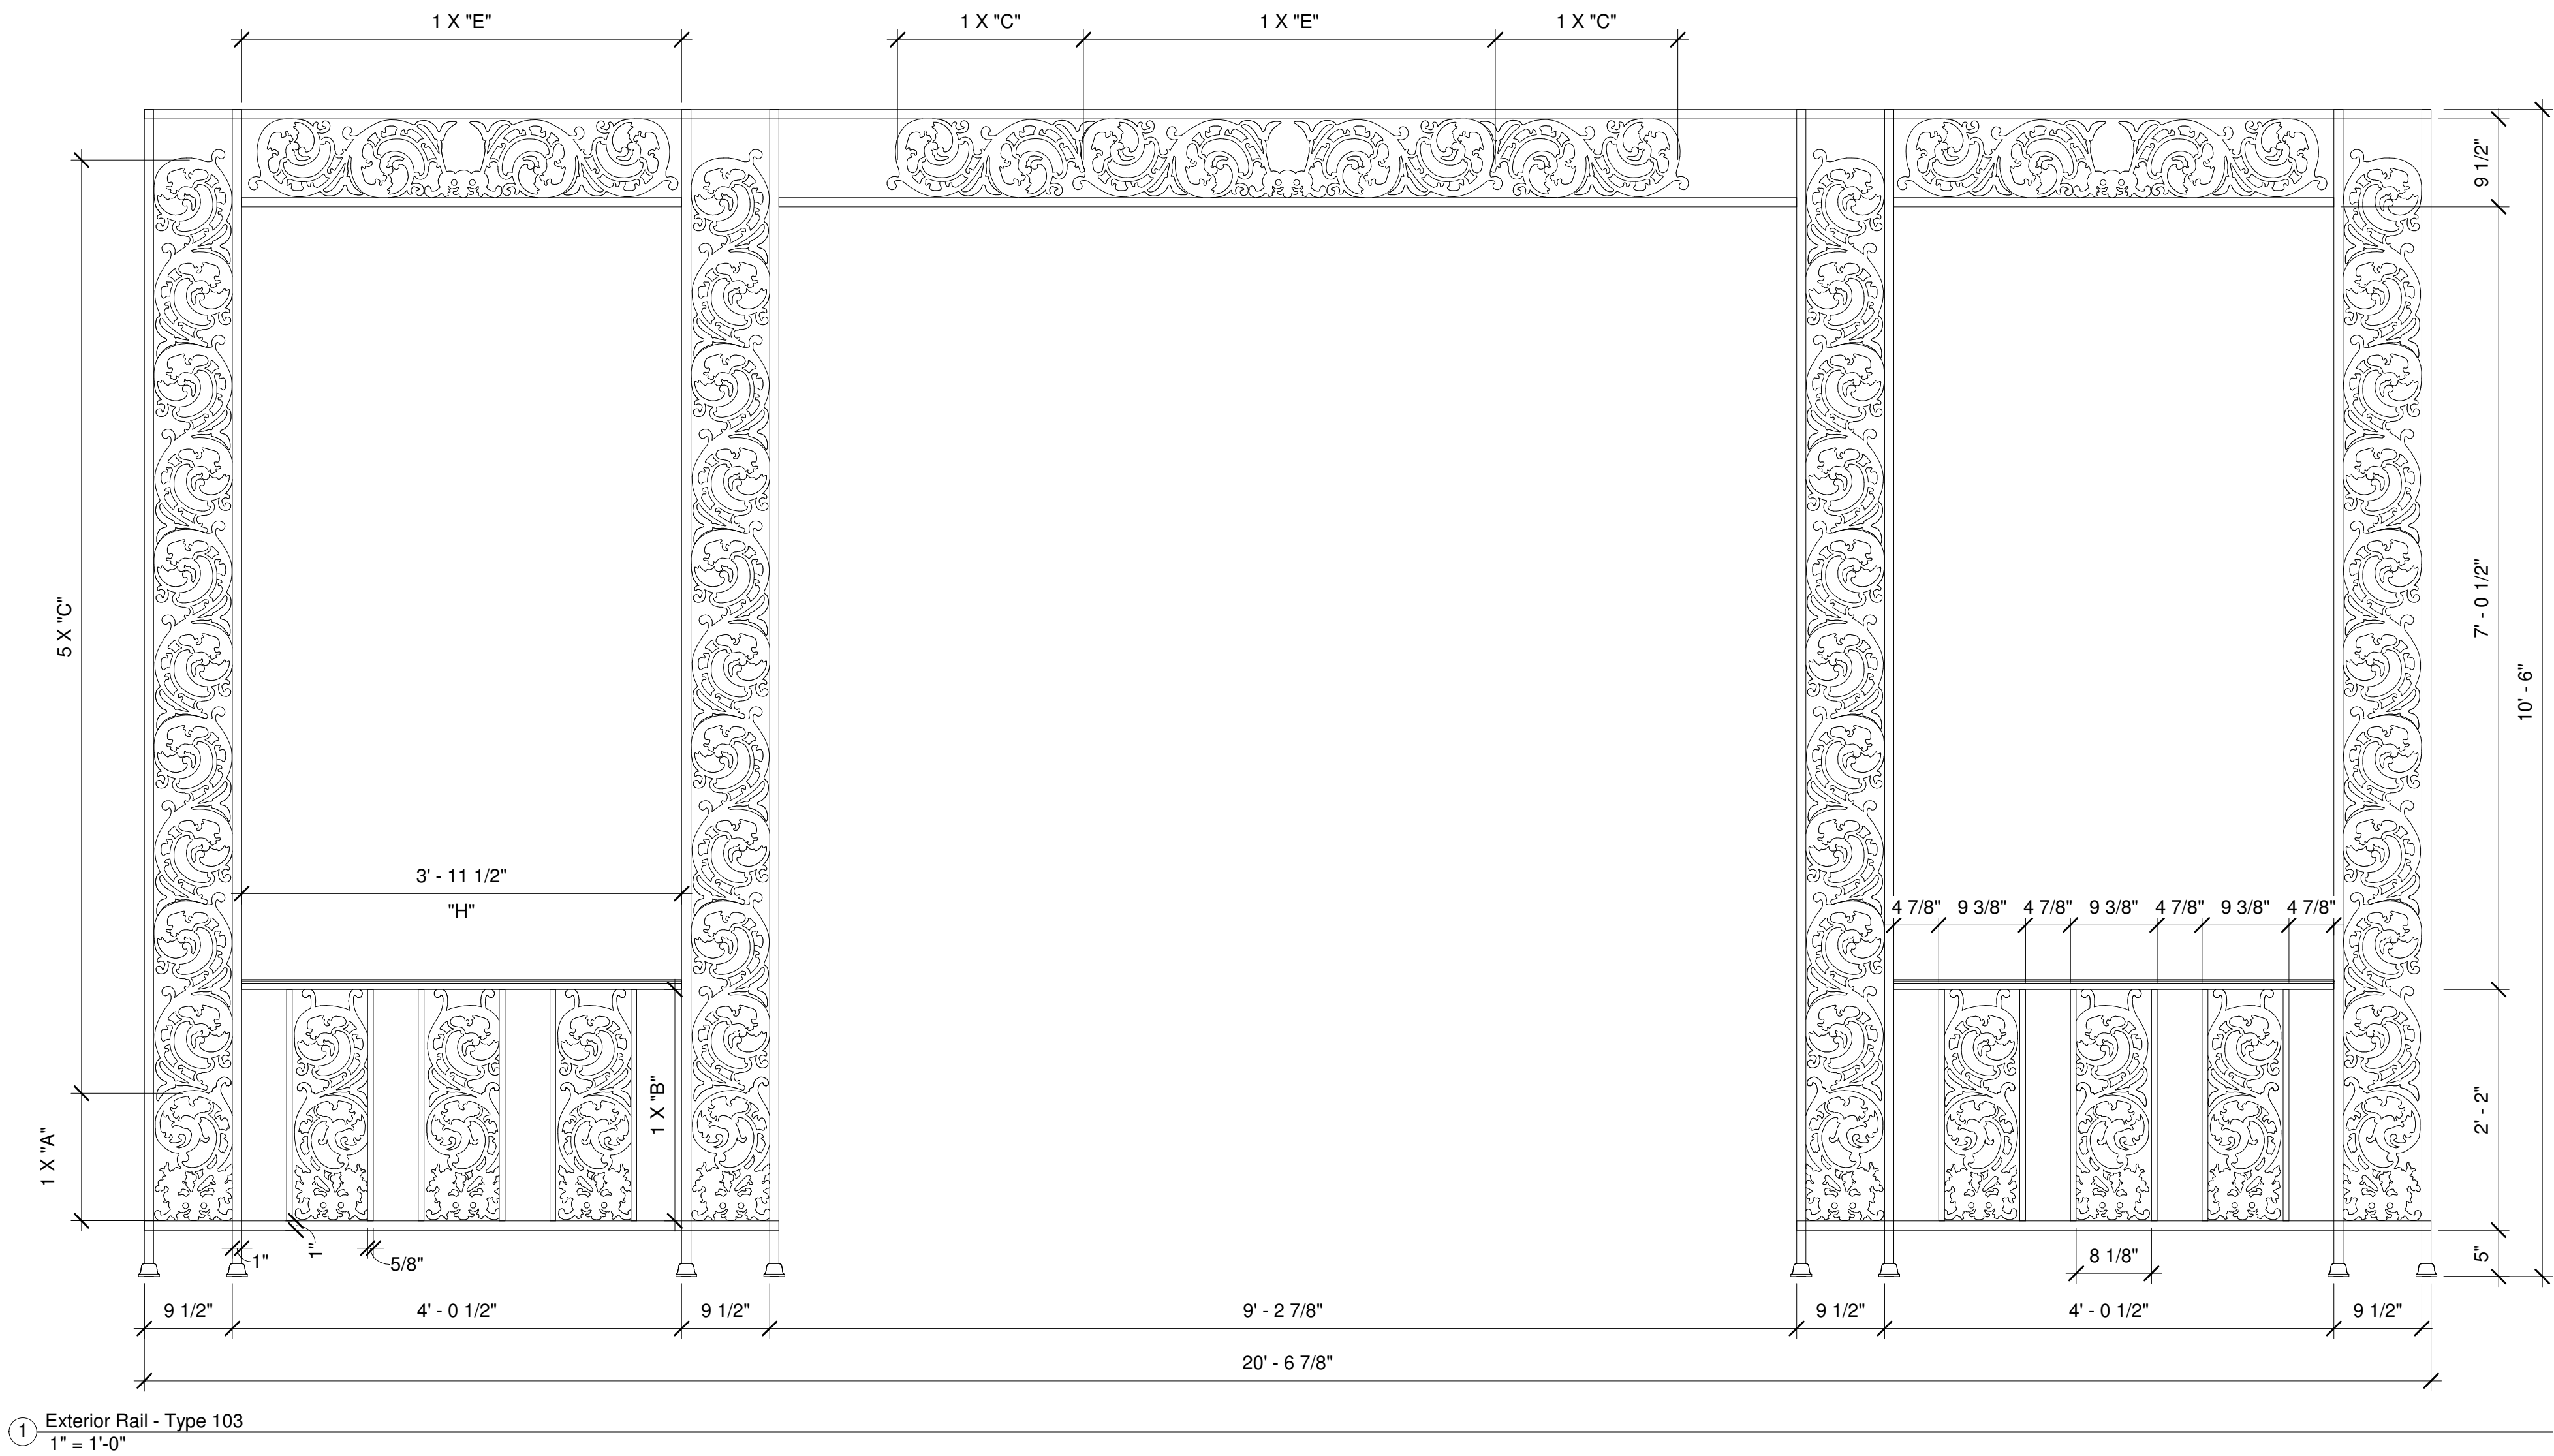 1 X "E"
1 X "C"
1 X "E"
1 X "C"
9 1/2"
5 X "C"
7' - 0 1/2"
10' - 6"
3' - 11 1/2"
"H"
4 7/8" 9 3/8" 4 7/8" 9 3/8" 4 7/8" 9 3/8" 4 7/8"
1 X "A"
1 X "B"
2' - 2"
1"
1"
5/8"
8 1/8"
5"
9 1/2"
4' - 0 1/2"
9 1/2"
9' - 2 7/8"
9 1/2"
4' - 0 1/2"
9 1/2"
20' - 6 7/8"
1
Exterior Rail - Type 103
1" = 1'-0"